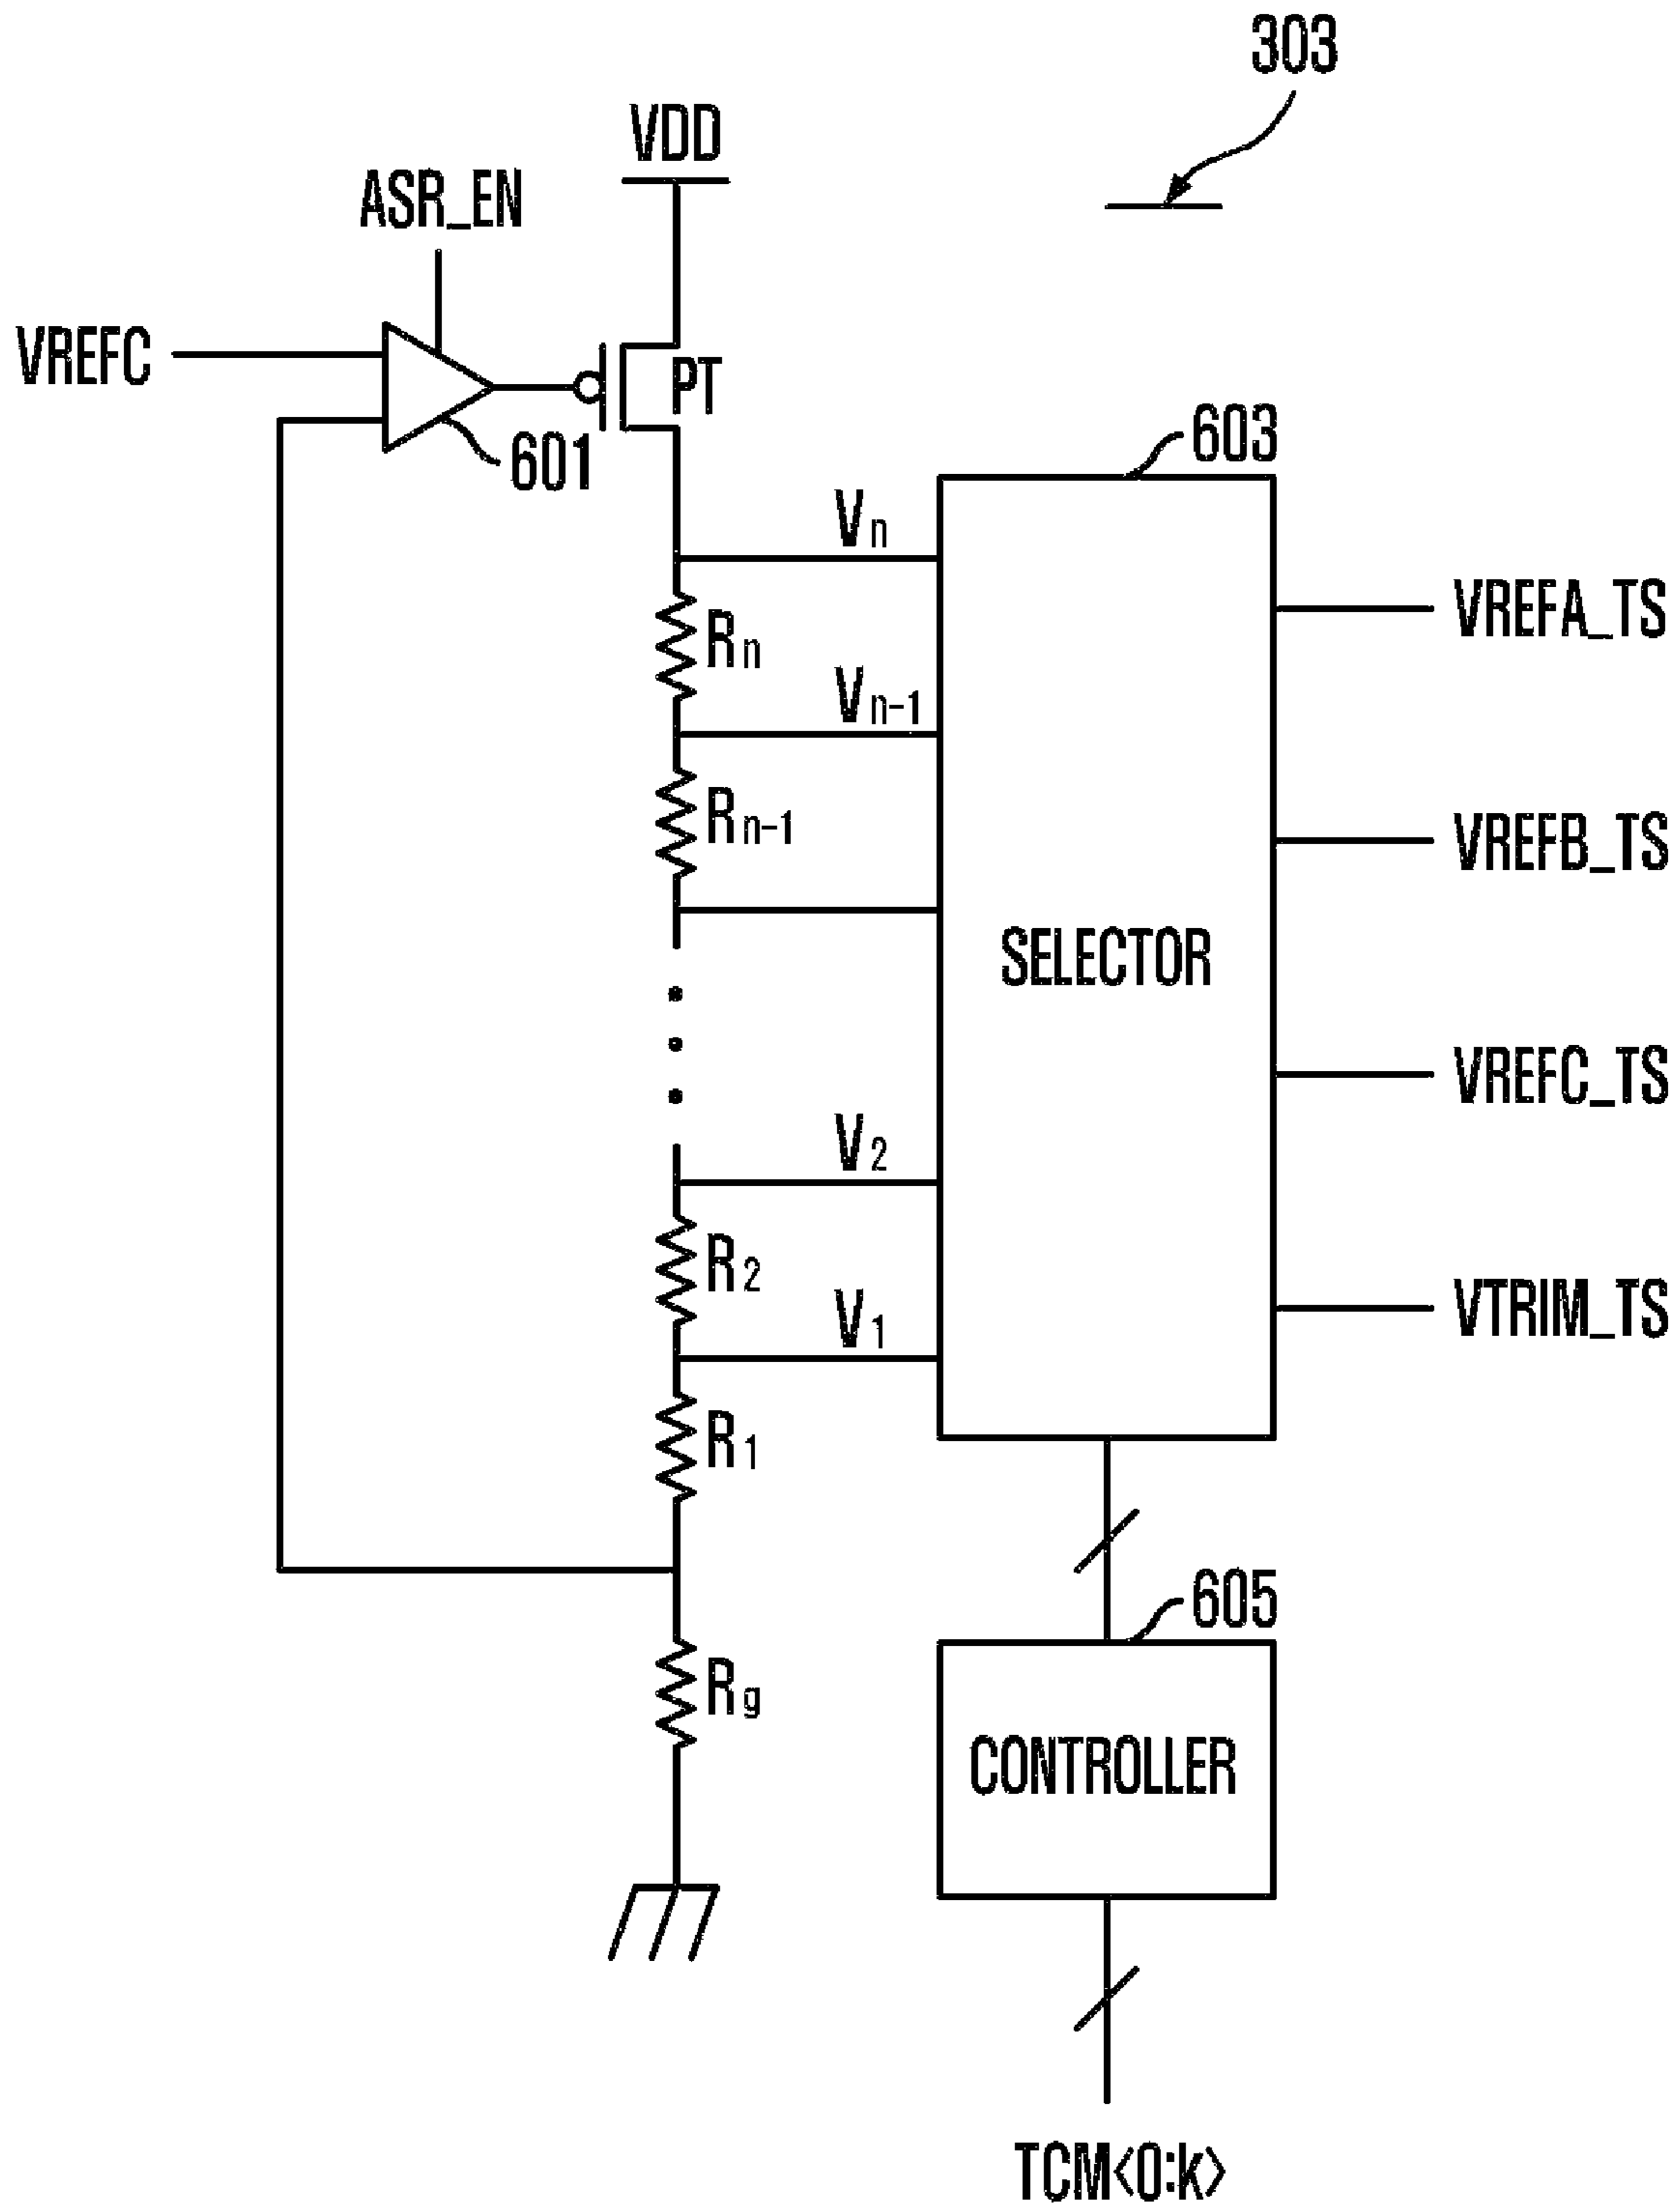 303
VDD
ASR_EN
VREFC
PT
601
603
Vn
VREFA_TS
Rn
Vn-1
Rn-1
VREFB_TS
SELECTOR
VREFC_TS
V2
R2
V1
VTRIM_TS
R1
605
Rg
CONTROLLER
TCM<0:k>